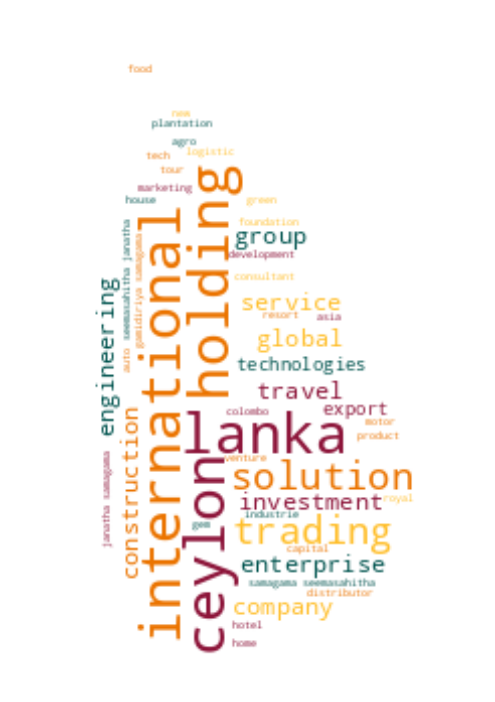 food
new
plantation
agro
logistic
tech
tour
marketing
house
green
holding
international
foundation
group
development
seemasahitha janatha
gamidiriya samagama
consultant
engineering
service
resort
asia
global
auto
technologies
travel
export
colombo
lanka
motor
product
construction
janatha samagama
venture
ceylon
solution
investment
royal
industrie
gem
trading
capital
enterprise
samagama seemasahitha
distributor
company
hotel
home